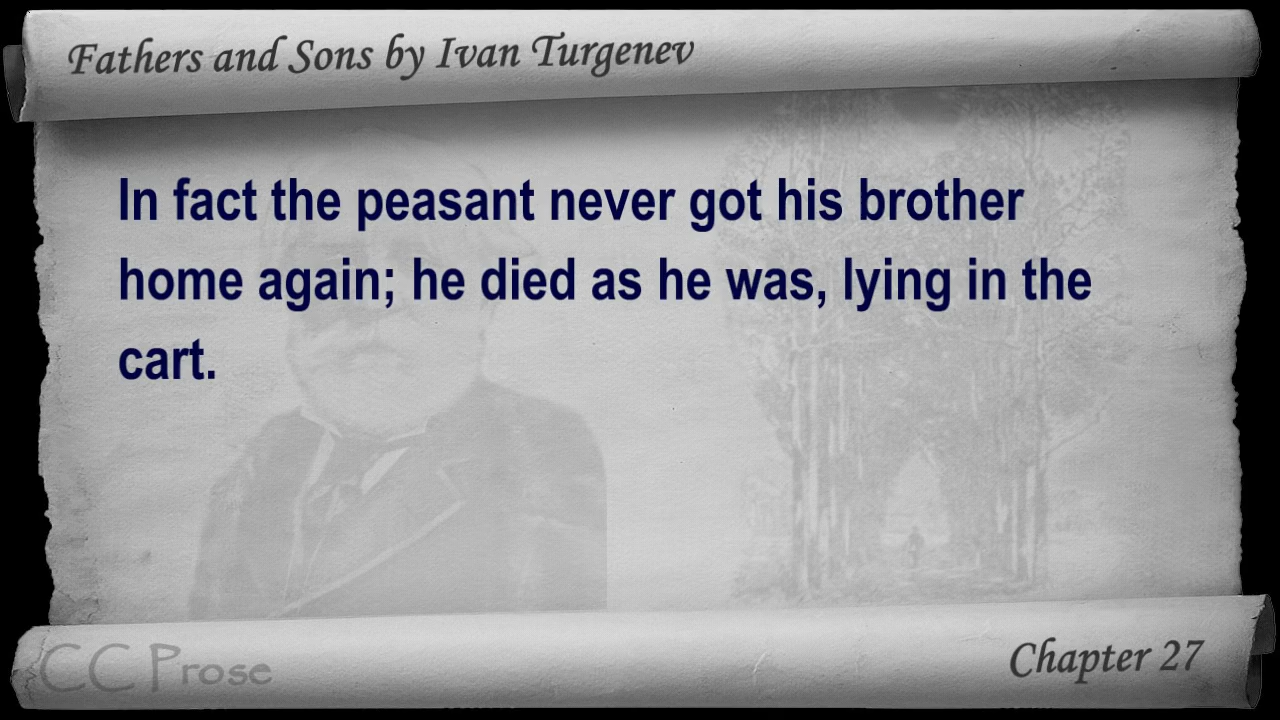 Fathers and Sons by Ivan Turgenev
In fact the peasant never got his brother
home again; he died as he was, lying in the
cart.
CC Prose
Chapter 27